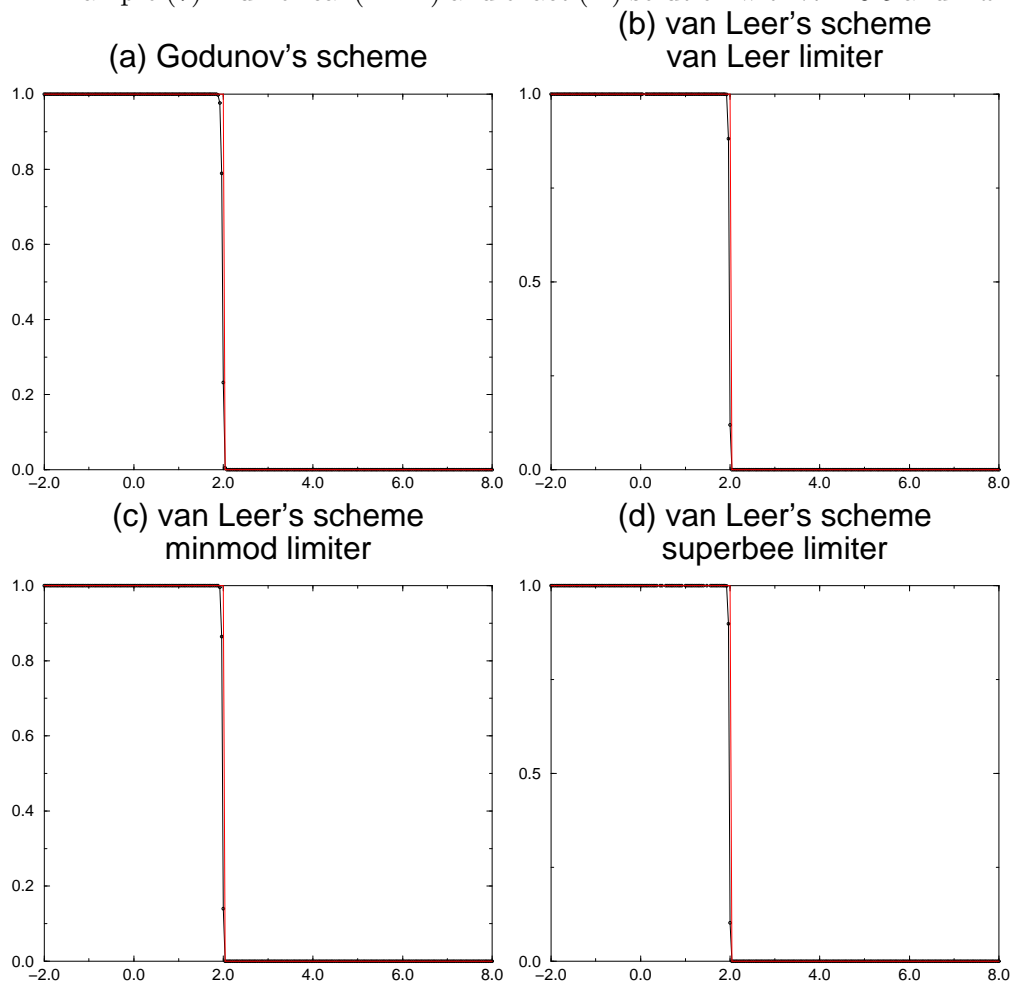 (a) Godunov's scheme
(b) van Leer's scheme
van Leer limiter
1.0
0.8
0.6
0.4
0.2
0.0
−2.0 0.0 2.0 4.0 6.0 8.0
1.0
0.5
0.0
−2.0 0.0 2.0 4.0 6.0 8.0
(c) van Leer's scheme
minmod limiter
(d) van Leer's scheme
superbee limiter
1.0
0.8
0.6
0.4
0.2
0.0
−2.0 0.0 2.0 4.0 6.0 8.0
1.0
0.5
0.0
−2.0 0.0 2.0 4.0 6.0 8.0